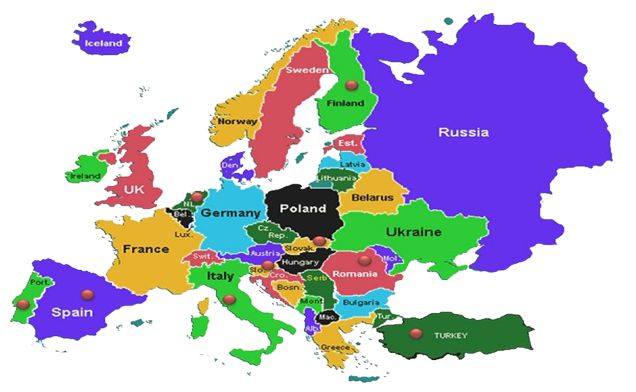 Iceland
Sweden
Finland
Norway
Russia
Est.
Latvia
Lithuania
Den.
Ireland
UK
NL
Bel.
Lux.
Germany
Poland
Belarus
Cz.
Rep.
Ukraine
France
Slovak.
Swit.
Austria
Hungary
Mol.
Romania
Slo.
Cro.
Italy
Bosn.
Serb
Port.
Spain
Mont
Bulgaria
Mac.
Tur.
Alb.
Greece
TURKEY